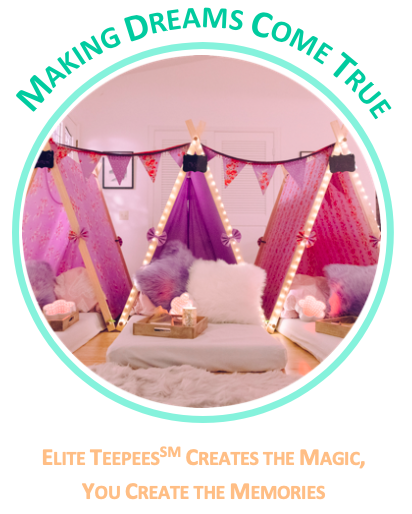 Making Dreams Come True
Elite Teepees℠ Creates the Magic,
You Create the Memories